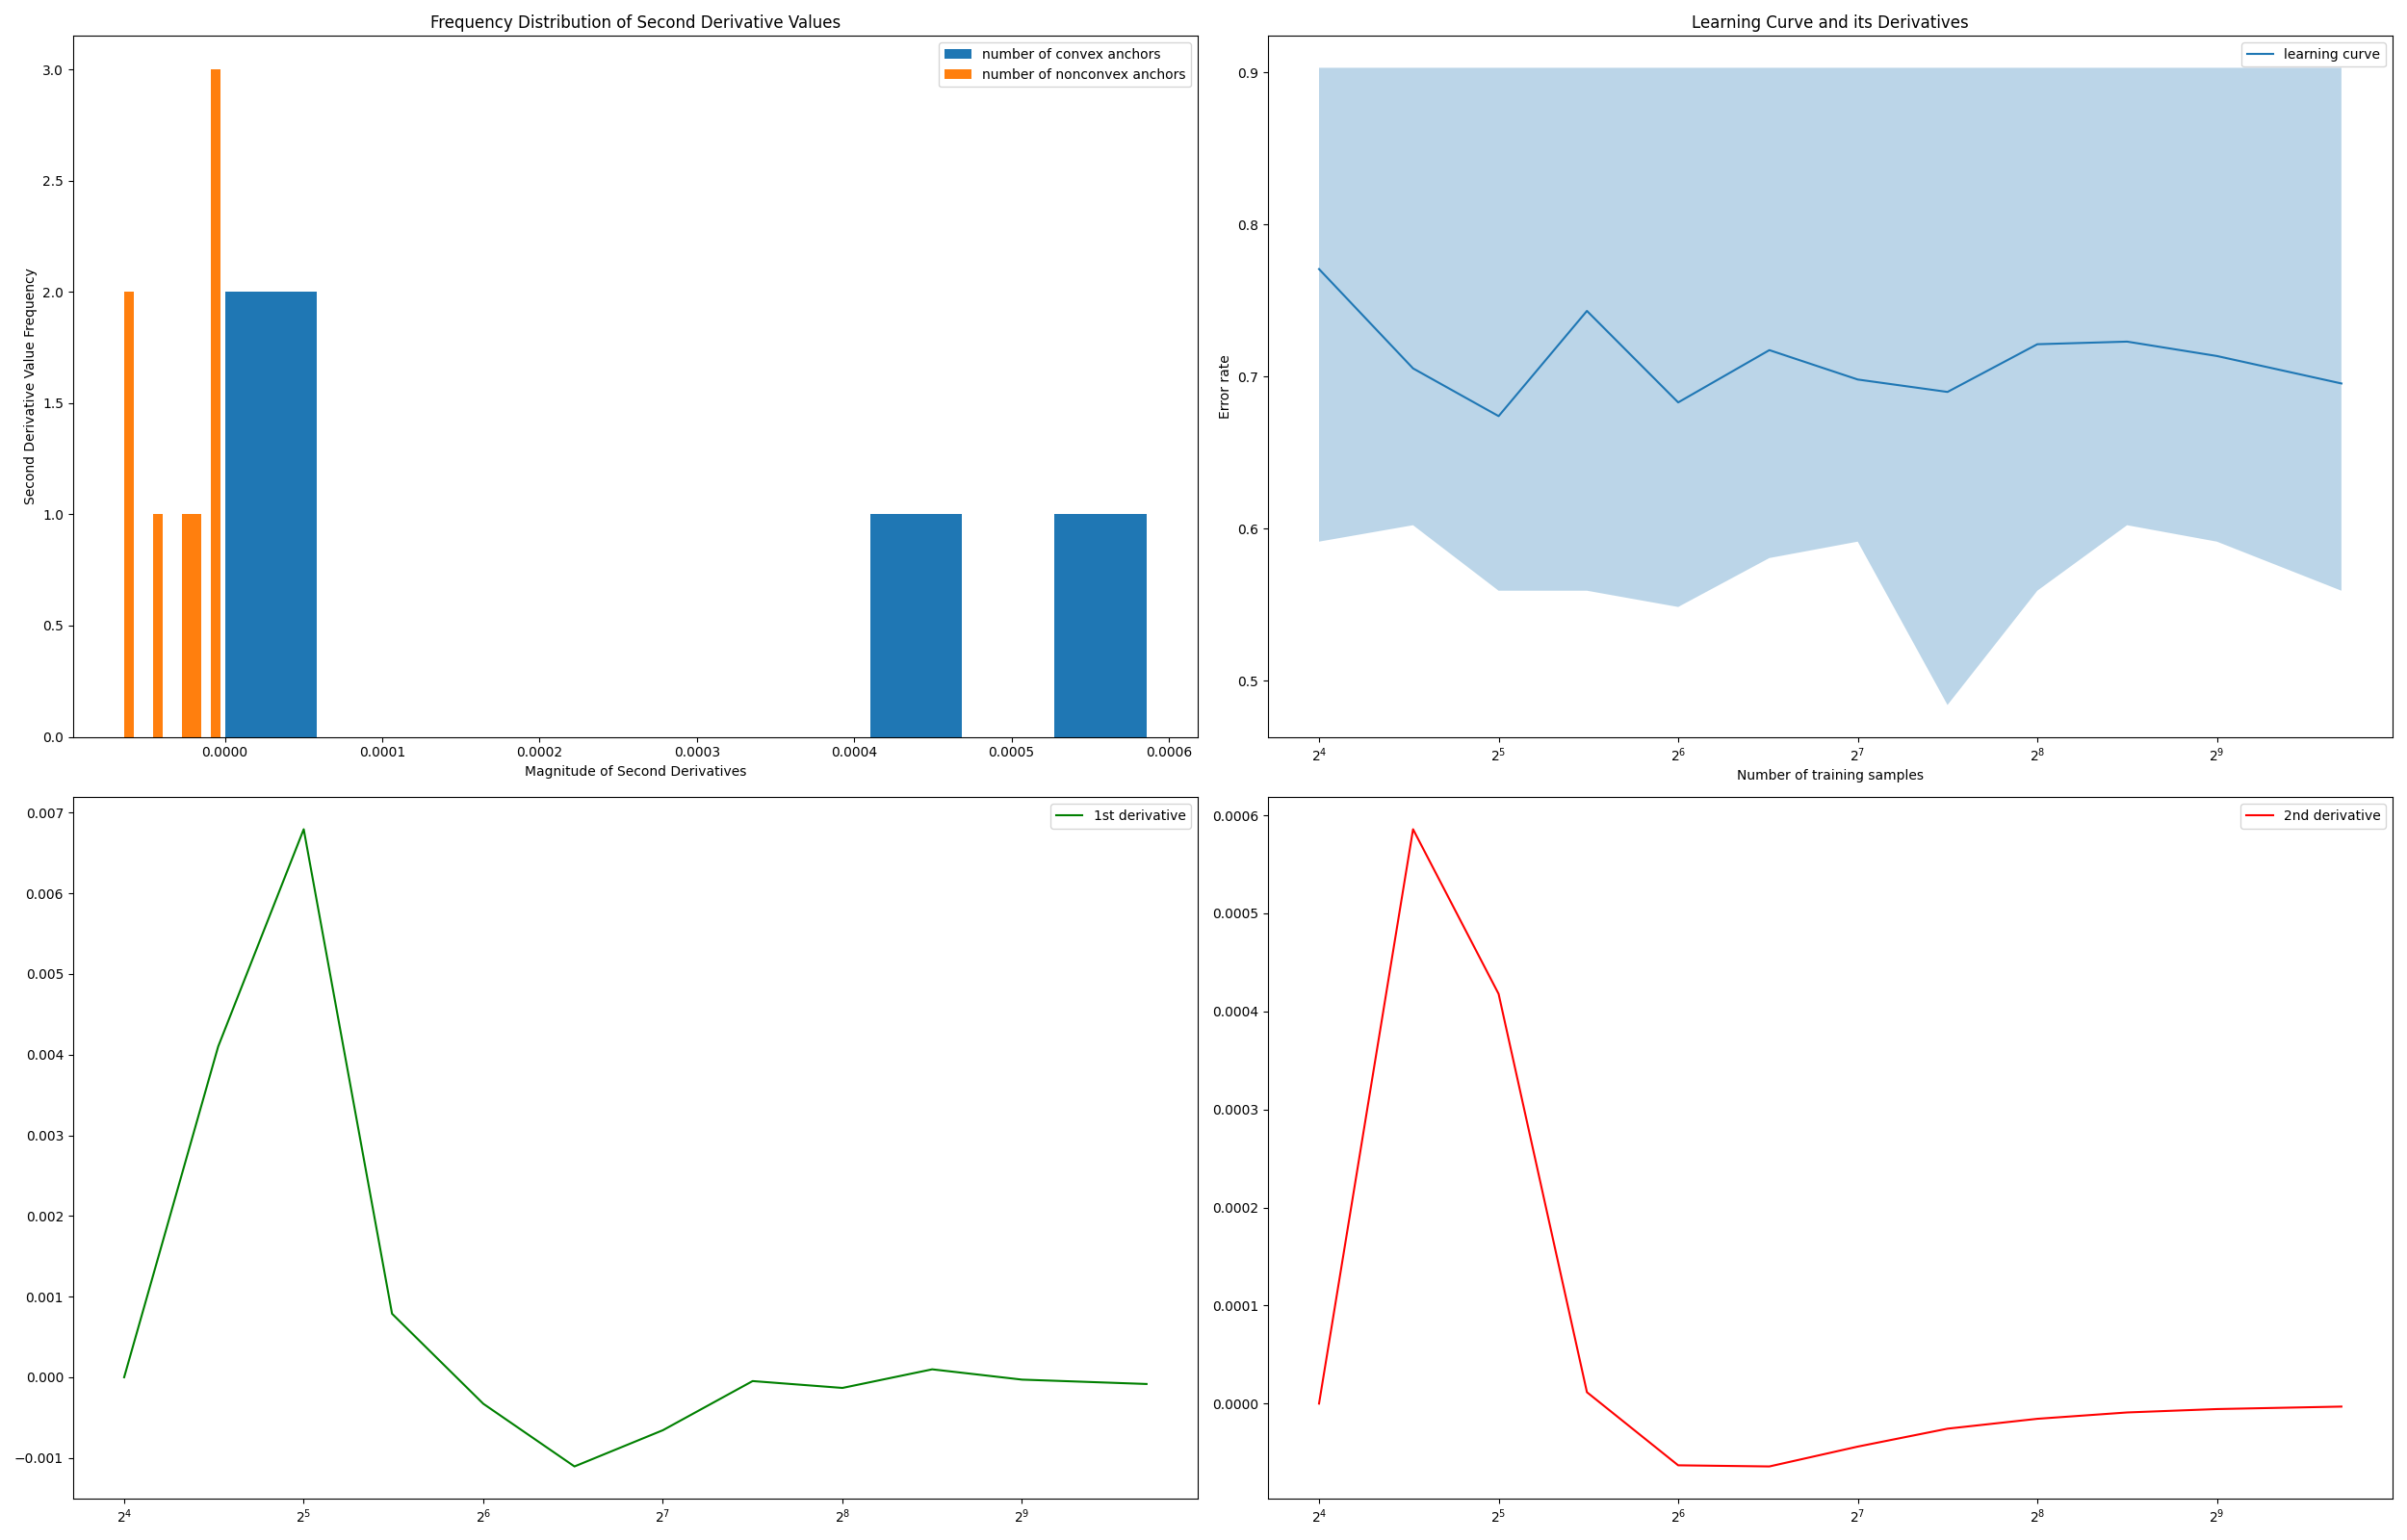 Frequency Distribution of Second Derivative Values
number of convex anchors
number of nonconvex anchors
3.0
2.5
2.0
1.5
1.0
0.5
0.0
Second Derivative Value Frequency
0.0000 0.0001 0.0002 0.0003 0.0004 0.0005 0.0006
Magnitude of Second Derivatives
Learning Curve and its Derivatives
learning curve
0.9
0.8
0.7
0.6
0.5
Error rate
2⁴ 2⁵ 2⁶ 2⁷ 2⁸ 2⁹
Number of training samples
1st derivative
0.007
0.006
0.005
0.004
0.003
0.002
0.001
0.000
−0.001
2⁴ 2⁵ 2⁶ 2⁷ 2⁸ 2⁹
2nd derivative
0.0006
0.0005
0.0004
0.0003
0.0002
0.0001
0.0000
2⁴ 2⁵ 2⁶ 2⁷ 2⁸ 2⁹